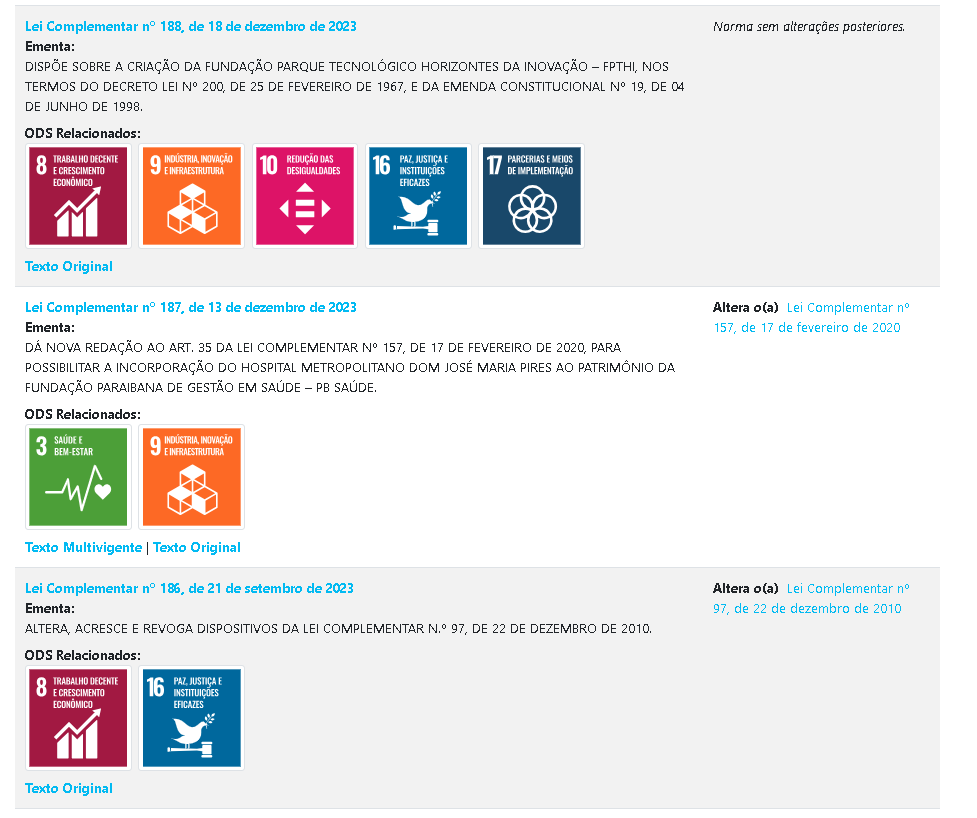 Lei Complementar nº 188, de 18 de dezembro de 2023
Norma sem alterações posteriores.
Ementa:
DISPÕE SOBRE A CRIAÇÃO DA FUNDAÇÃO PARQUE TECNOLÓGICO HORIZONTES DA INOVAÇÃO – FPTHI, NOS
TERMOS DO DECRETO LEI Nº 200, DE 25 DE FEVEREIRO DE 1967, E DA EMENDA CONSTITUCIONAL Nº 19, DE 04
DE JUNHO DE 1998.
ODS Relacionados:
8 TRABALHO DECENTE
E CRESCIMENTO
ECONÔMICO
9 INDÚSTRIA, INOVAÇÃO
E INFRAESTRUTURA
10 REDUÇÃO DAS
DESIGUALDADES
16 PAZ, JUSTIÇA E
INSTITUIÇÕES
EFICAZES
17 PARCERIAS E MEIOS
DE IMPLEMENTAÇÃO
Texto Original
Lei Complementar nº 187, de 13 de dezembro de 2023
Altera o(a) Lei Complementar nº
157, de 17 de fevereiro de 2020
Ementa:
DÁ NOVA REDAÇÃO AO ART. 35 DA LEI COMPLEMENTAR Nº 157, DE 17 DE FEVEREIRO DE 2020, PARA
POSSIBILITAR A INCORPORAÇÃO DO HOSPITAL METROPOLITANO DOM JOSÉ MARIA PIRES AO PATRIMÔNIO DA
FUNDAÇÃO PARAIBANA DE GESTÃO EM SAÚDE – PB SAÚDE.
ODS Relacionados:
3 SAÚDE E
BEM-ESTAR
9 INDÚSTRIA, INOVAÇÃO
E INFRAESTRUTURA
Texto Multivigente | Texto Original
Lei Complementar nº 186, de 21 de setembro de 2023
Altera o(a) Lei Complementar nº
97, de 22 de dezembro de 2010
Ementa:
ALTERA, ACRESCE E REVOGA DISPOSITIVOS DA LEI COMPLEMENTAR N.º 97, DE 22 DE DEZEMBRO DE 2010.
ODS Relacionados:
8 TRABALHO DECENTE
E CRESCIMENTO
ECONÔMICO
16 PAZ, JUSTIÇA E
INSTITUIÇÕES
EFICAZES
Texto Original